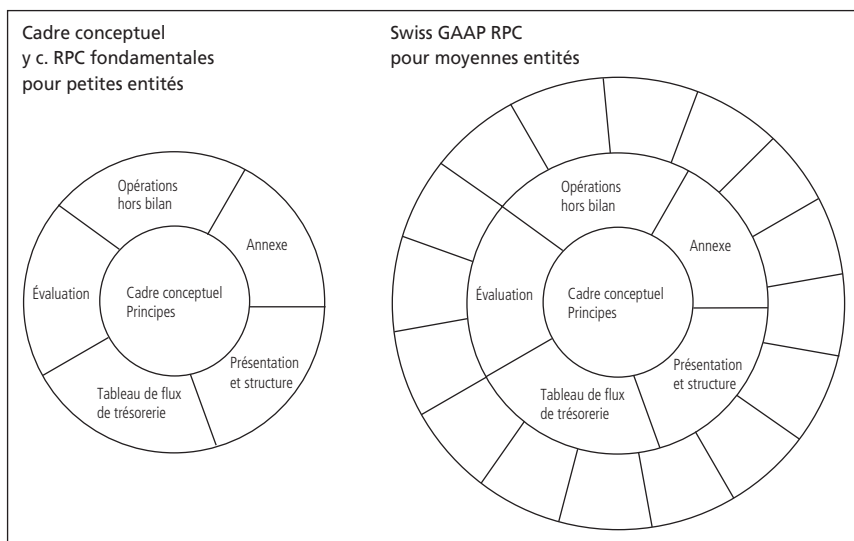 Cadre conceptuel
y c. RPC fondamentales
pour petites entités
Opérations
hors bilan
Annexe
Évaluation
Cadre conceptuel
Principes
Présentation
et structure
Tableau de flux
de trésorerie
Swiss GAAP RPC
pour moyennes entités
Opérations
hors bilan
Annexe
Évaluation
Cadre conceptuel
Principes
Présentation
et structure
Tableau de flux
de trésorerie